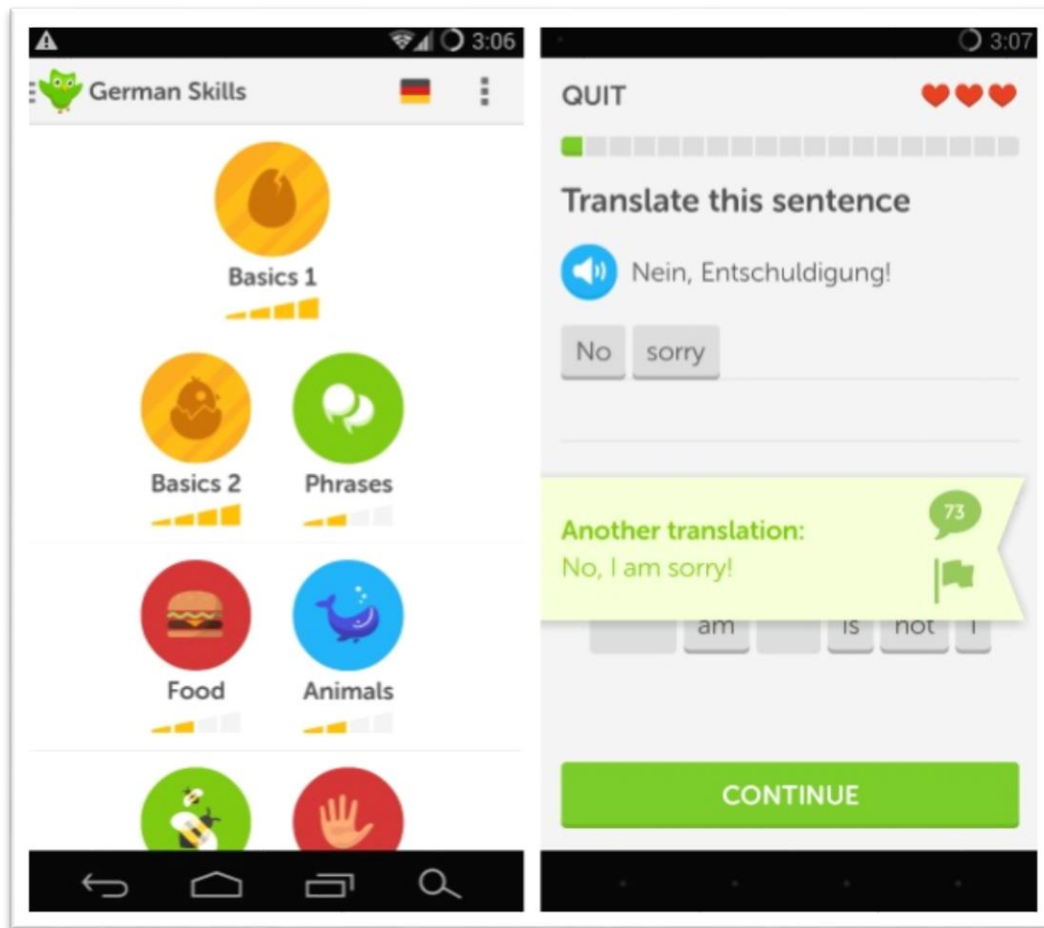 3:06
German Skills
Basics 1
Basics 2 Phrases
Food Animals
3:07
QUIT
Translate this sentence
Nein, Entschuldigung!
No sorry
73
Another translation:
No, I am sorry!
am is not I
CONTINUE